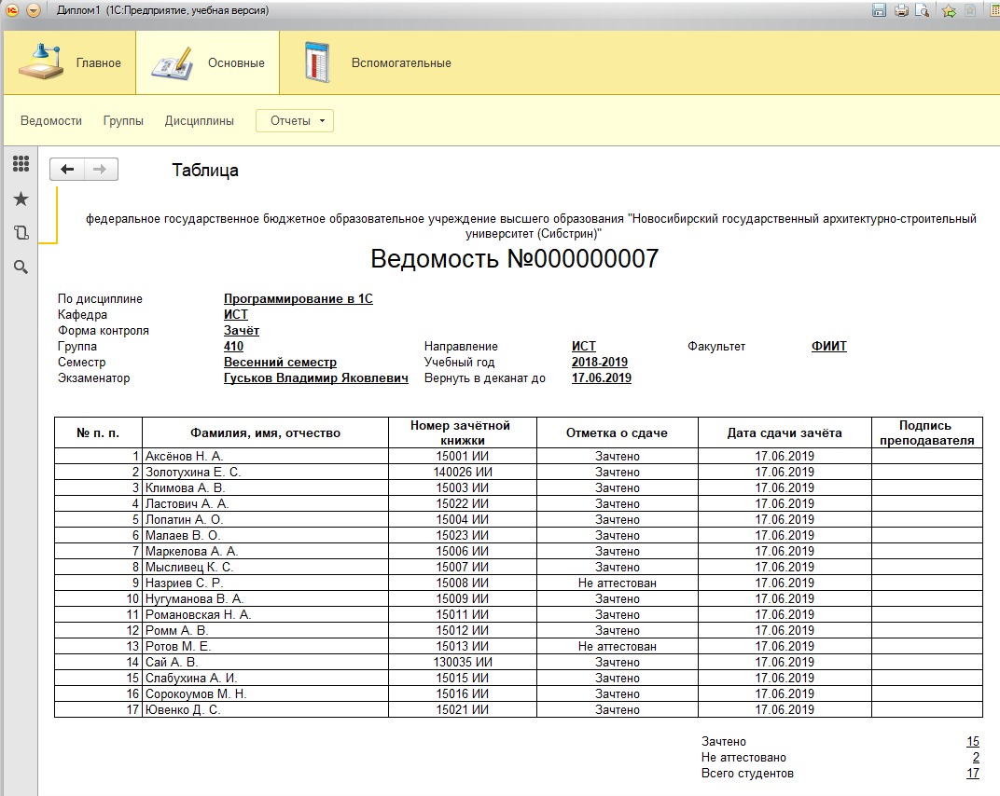 Диплом1 (1С:Предприятие, учебная версия)
Главное Основные Вспомогательные
Ведомости Группы Дисциплины Отчеты
Таблица
федеральное государственное бюджетное образовательное учреждение высшего образования "Новосибирский государственный архитектурно-строительный
университет (Сибстрин)"
Ведомость №000000007
По дисциплине Программирование в 1С
Кафедра ИСТ
Форма контроля Зачёт
Группа 410 Направление ИСТ Факультет ФИИТ
Семестр Весенний семестр Учебный год 2018-2019
Экзаменатор Гуськов Владимир Яковлевич Вернуть в деканат до 17.06.2019
№ п. п. Фамилия, имя, отчество Номер зачётной книжки Отметка о сдаче Дата сдачи зачёта Подпись преподавателя
1 Аксёнов Н. А. 15001 ИИ Зачтено 17.06.2019
2 Золотухина Е. С. 140026 ИИ Зачтено 17.06.2019
3 Климова А. В. 15003 ИИ Зачтено 17.06.2019
4 Ластович А. А. 15022 ИИ Зачтено 17.06.2019
5 Лопатин А. О. 15004 ИИ Зачтено 17.06.2019
6 Малаев В. О. 15023 ИИ Зачтено 17.06.2019
7 Маркелова А. А. 15006 ИИ Зачтено 17.06.2019
8 Мысливец К. С. 15007 ИИ Зачтено 17.06.2019
9 Назриев С. Р. 15008 ИИ Не аттестован 17.06.2019
10 Нугуманова В. А. 15009 ИИ Зачтено 17.06.2019
11 Романовская Н. А. 15011 ИИ Зачтено 17.06.2019
12 Ромм А. В. 15012 ИИ Зачтено 17.06.2019
13 Ротов М. Е. 15013 ИИ Не аттестован 17.06.2019
14 Сай А. В. 130035 ИИ Зачтено 17.06.2019
15 Слабухина А. И. 15015 ИИ Зачтено 17.06.2019
16 Сорокоумов М. Н. 15016 ИИ Зачтено 17.06.2019
17 Ювенко Д. С. 15021 ИИ Зачтено 17.06.2019
Зачтено 15
Не аттестовано 2
Всего студентов 17